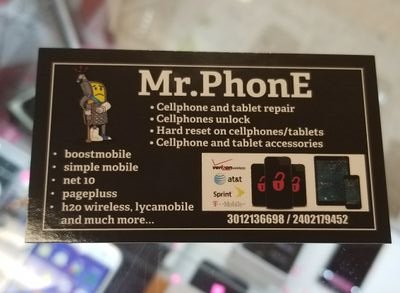 Mr.PhonE
• Cellphone and tablet repair
• Cellphones unlock
• Hard reset on cellphones/tablets
• Cellphone and tablet accessories
• boostmobile
• simple mobile
• net 10
• pagepluss
• h2o wireless, lycamobile
and much more...
verizon wireless
at&t
Sprint
T-Mobile
3012136698 / 2402179452